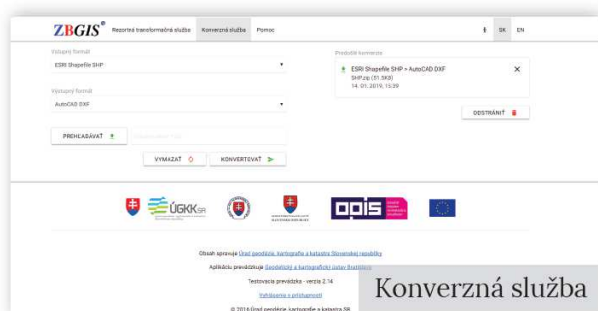 ZBGIS® Rezortná transformačná služba Konverzná služba Pomoc SK EN
Vstupný formát
ESRI Shapefile SHP
Výstupný formát
AutoCAD DXF
PREHĽADÁVAŤ
VYMAZAŤ KONVERTOVAŤ
Predošlé konverzie
ESRI Shapefile SHP > AutoCAD DXF
SHP.zip (51.5KB)
14. 01. 2019, 15:39
ODSTRÁNIŤ
ÚGKK SR
opis
Obsah spravuje Úrad geodézie, kartografie a katastra Slovenskej republiky
Aplikáciu prevádzkuje Geodetický a kartografický ústav Bratislava
Testovacia prevádzka - verzia 2.14
Vyhlásenie o prístupnosti
© 2016 Úrad geodézie, kartografie a katastra SR
Konverzná služba